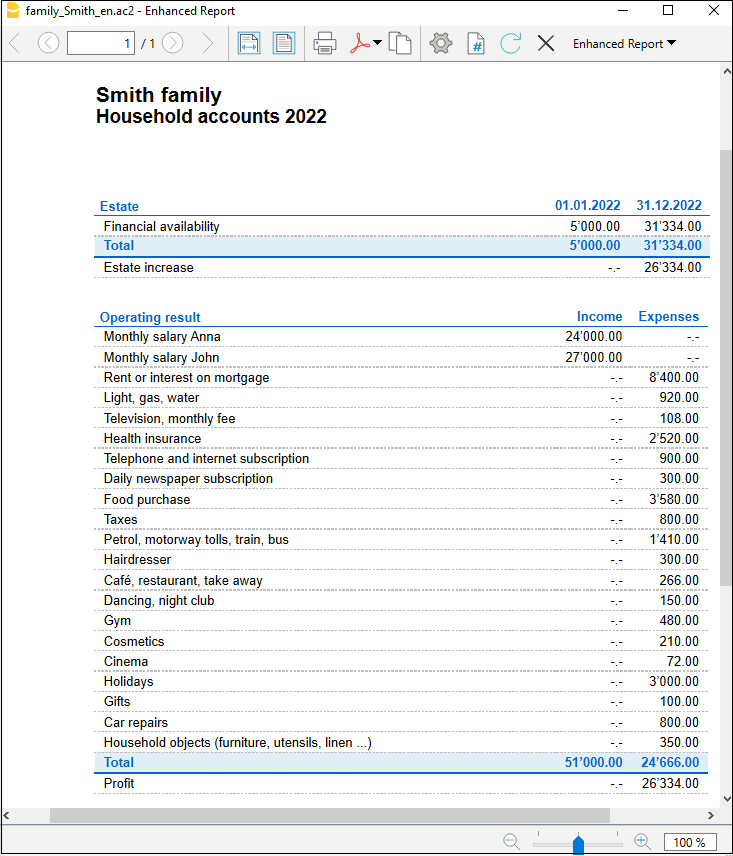 family_Smith_en.ac2 - Enhanced Report
1 / 1 Enhanced Report
Smith family
Household accounts 2022
Estate 01.01.2022 31.12.2022
Financial availability 5'000.00 31'334.00
Total 5'000.00 31'334.00
Estate increase -.- 26'334.00
Operating result Income Expenses
Monthly salary Anna 24'000.00 -.-
Monthly salary John 27'000.00 -.-
Rent or interest on mortgage -.- 8'400.00
Light, gas, water -.- 920.00
Television, monthly fee -.- 108.00
Health insurance -.- 2'520.00
Telephone and internet subscription -.- 900.00
Daily newspaper subscription -.- 300.00
Food purchase -.- 3'580.00
Taxes -.- 800.00
Petrol, motorway tolls, train, bus -.- 1'410.00
Hairdresser -.- 300.00
Café, restaurant, take away -.- 266.00
Dancing, night club -.- 150.00
Gym -.- 480.00
Cosmetics -.- 210.00
Cinema -.- 72.00
Holidays -.- 3'000.00
Gifts -.- 100.00
Car repairs -.- 800.00
Household objects (furniture, utensils, linen ...) -.- 350.00
Total 51'000.00 24'666.00
Profit -.- 26'334.00
100 %